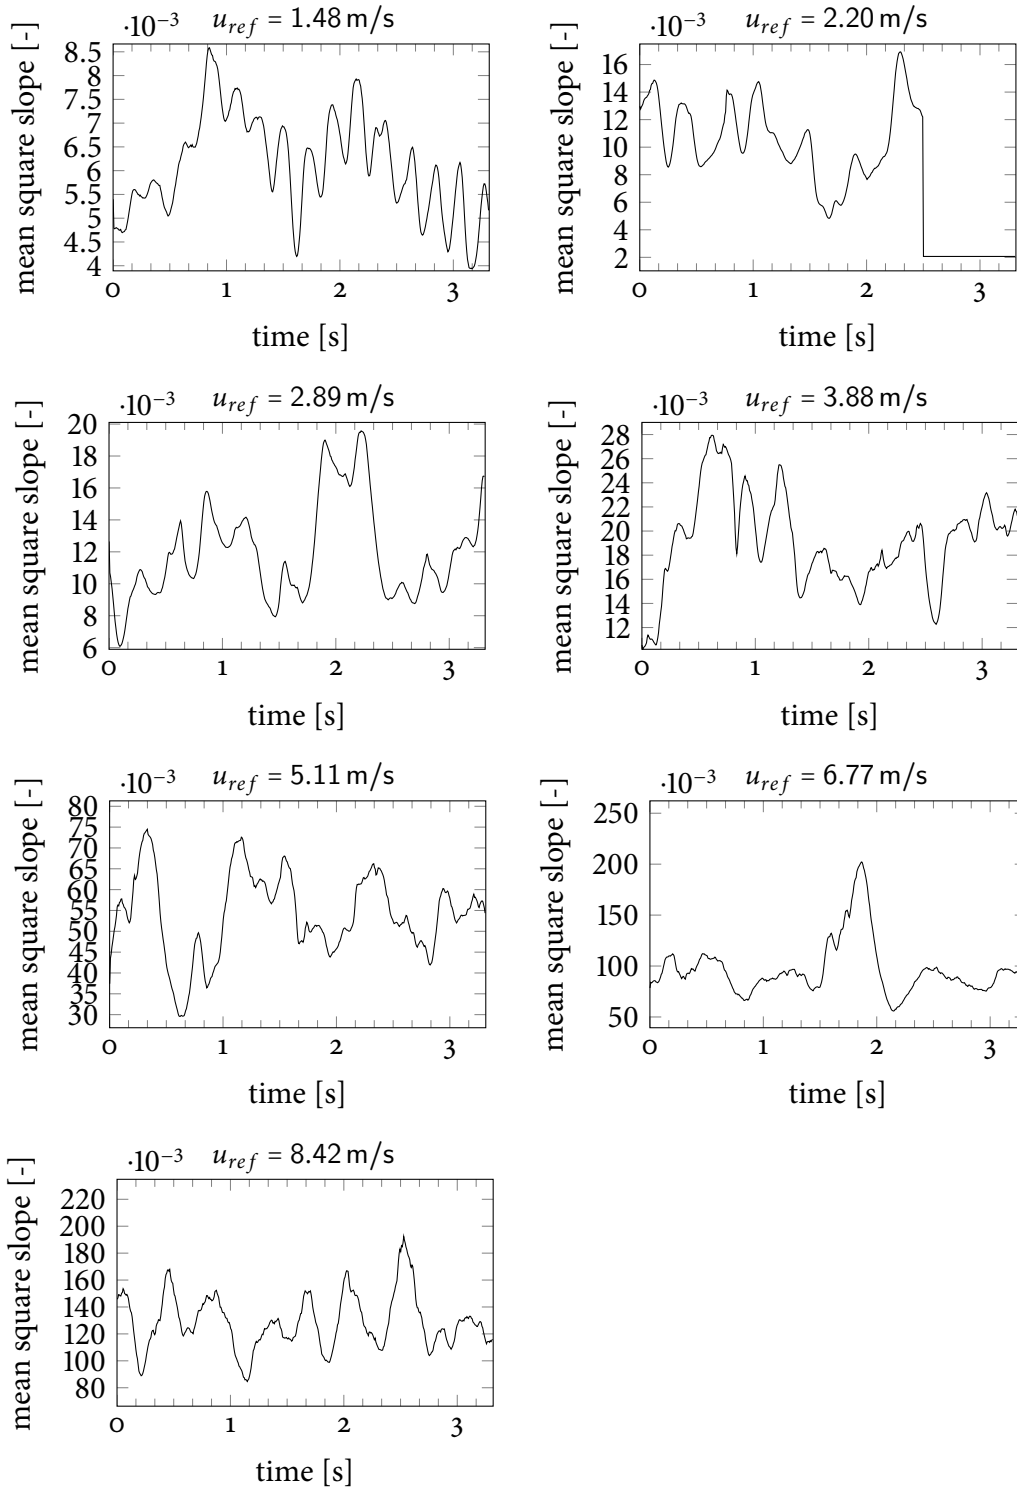 ·10⁻³ u_ref = 1.48 m/s
mean square slope [-]
8.5
8
7.5
7
6.5
6
5.5
5
4.5
4
0 1 2 3
time [s]
·10⁻³ u_ref = 2.20 m/s
mean square slope [-]
16
14
12
10
8
6
4
2
0 1 2 3
time [s]
·10⁻³ u_ref = 2.89 m/s
mean square slope [-]
20
18
16
14
12
10
8
6
0 1 2 3
time [s]
·10⁻³ u_ref = 3.88 m/s
mean square slope [-]
28
26
24
22
20
18
16
14
12
0 1 2 3
time [s]
·10⁻³ u_ref = 5.11 m/s
mean square slope [-]
80
75
70
65
60
55
50
45
40
35
30
0 1 2 3
time [s]
·10⁻³ u_ref = 6.77 m/s
mean square slope [-]
250
200
150
100
50
0 1 2 3
time [s]
·10⁻³ u_ref = 8.42 m/s
mean square slope [-]
220
200
180
160
140
120
100
80
0 1 2 3
time [s]